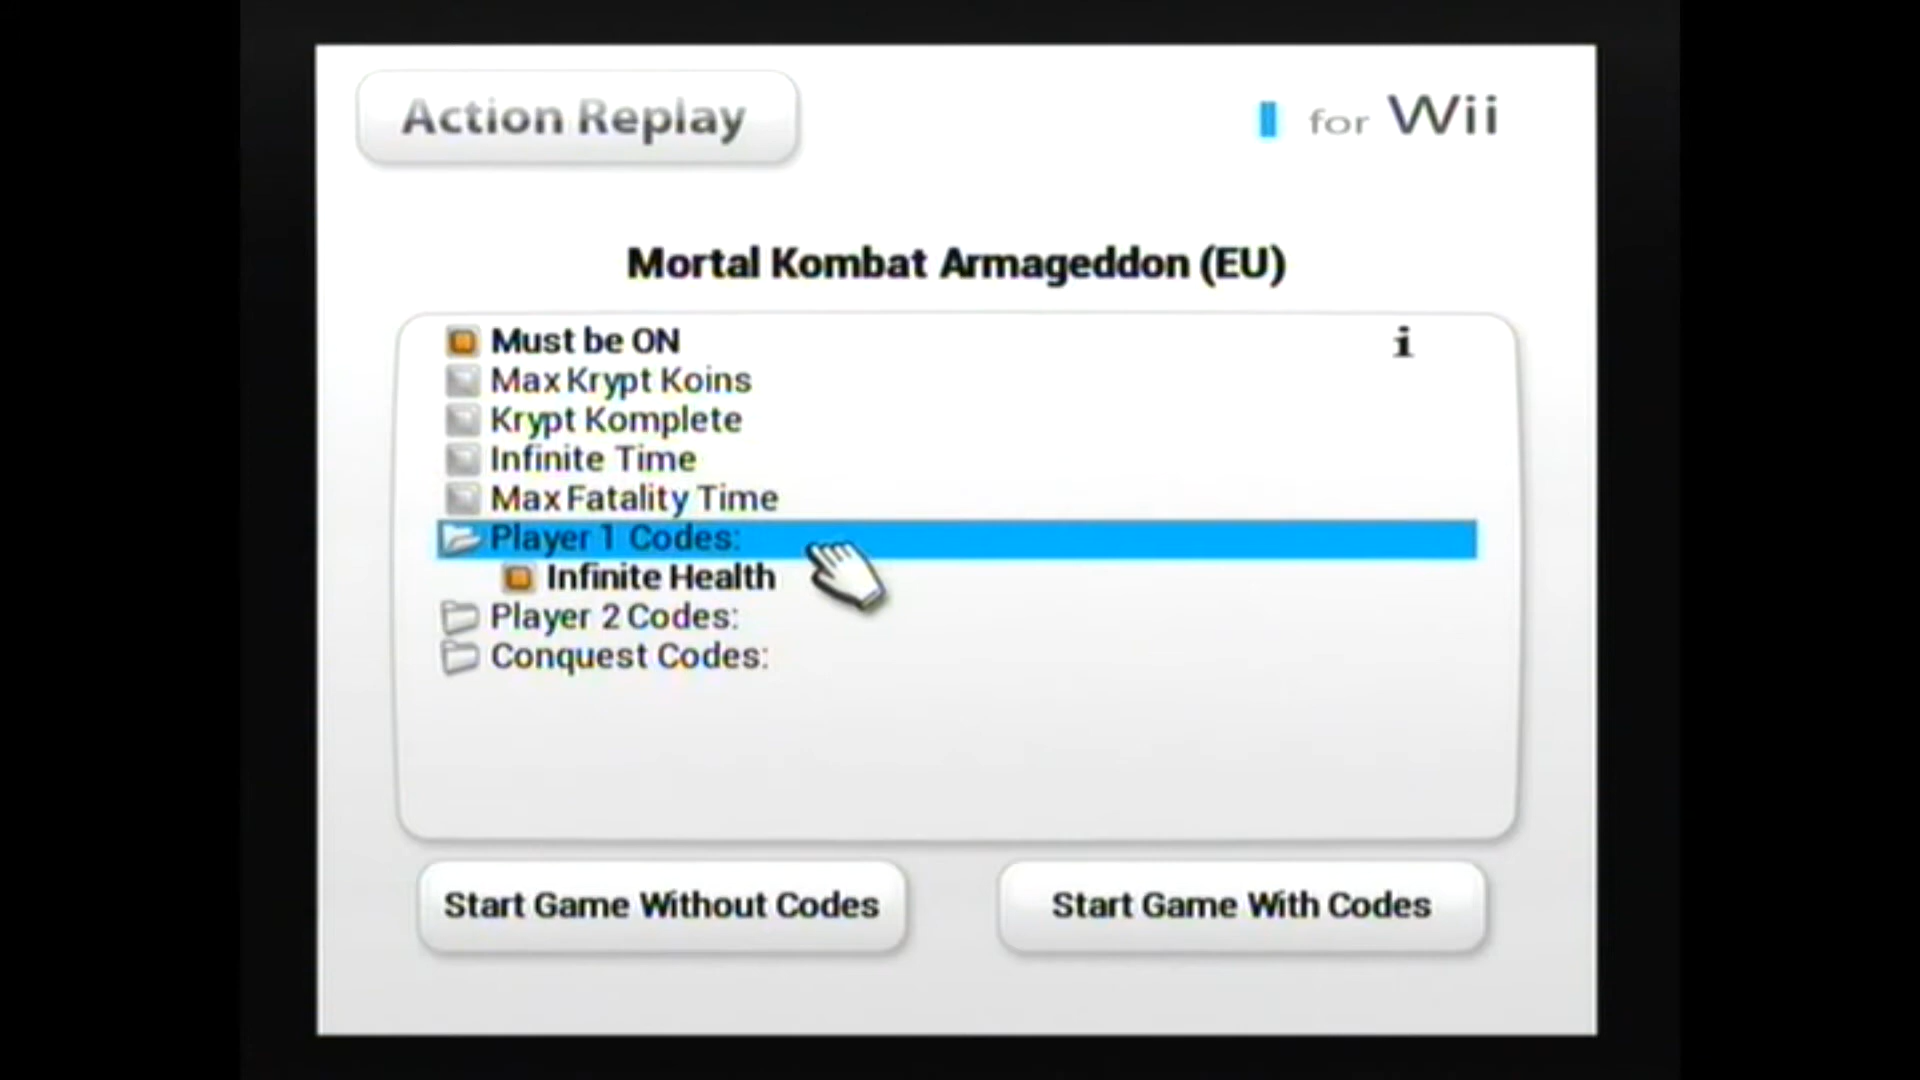 Action Replay
for Wii
Mortal Kombat Armageddon (EU)
Must be ON
i
Max Krypt Koins
Krypt Komplete
Infinite Time
Max Fatality Time
Player 1 Codes:
Infinite Health
Player 2 Codes:
Conquest Codes:
Start Game Without Codes
Start Game With Codes